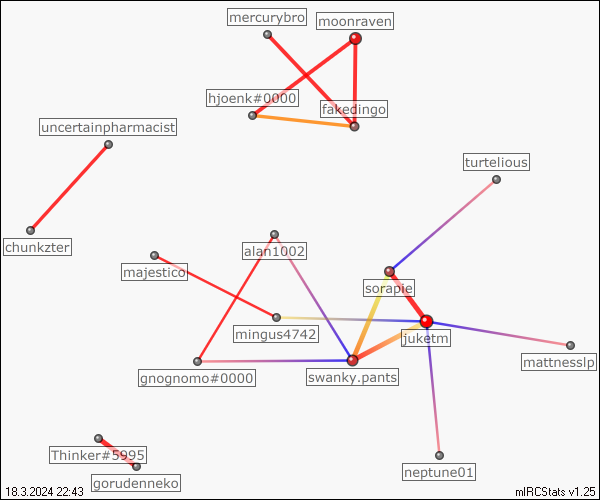 mercurybro
moonraven
hjoenk#0000
fakedingo
uncertainpharmacist
turtelious
chunkzter
alan1002
majestico
sorapie
mingus4742
juketm
mattnesslp
gnognomo#0000
swanky.pants
Thinker#5995
neptune01
gorudenneko
18.3.2024 22:43
mIRCStats v1.25